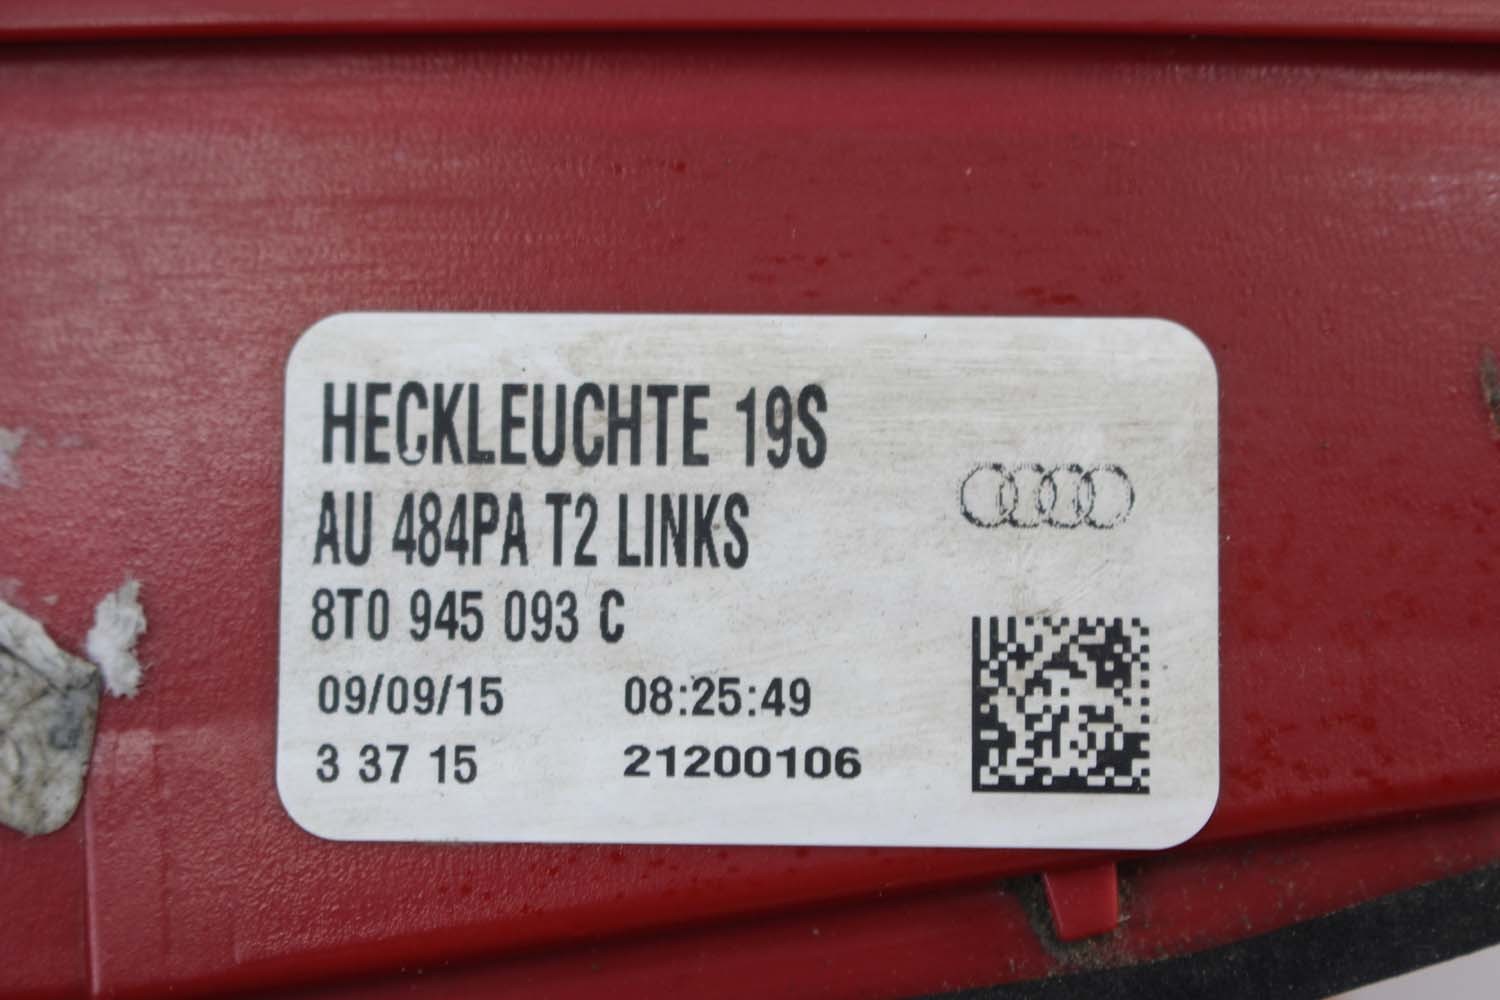 HECKLEUCHTE 19S
AU 484PA T2 LINKS
8T0 945 093 C
09/09/15 08:25:49
3 37 15 21200106